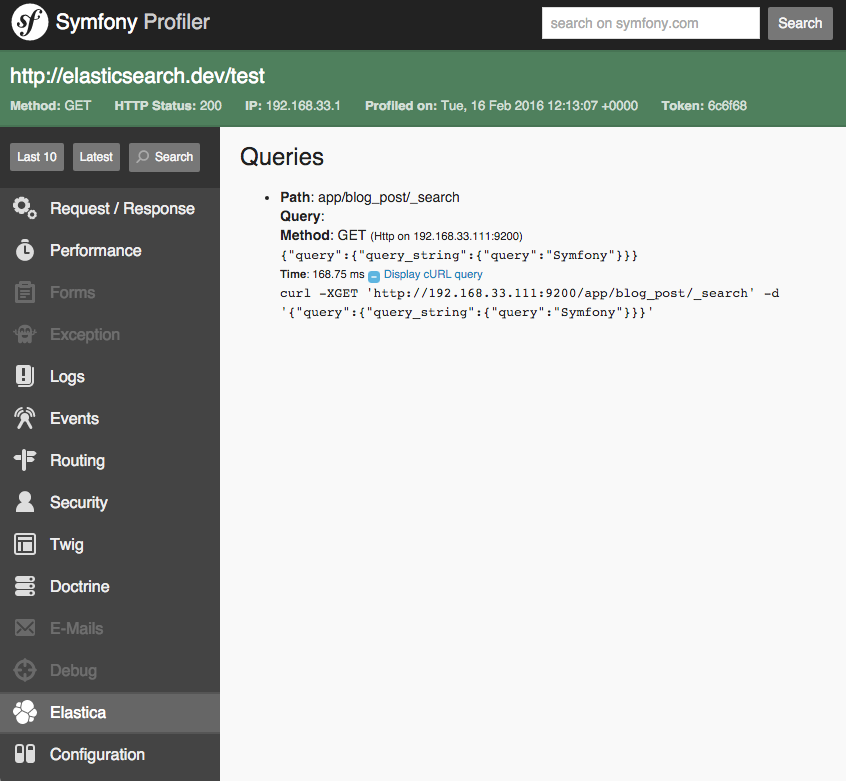 Symfony Profiler
search on symfony.com
Search
http://elasticsearch.dev/test
Method: GET HTTP Status: 200 IP: 192.168.33.1 Profiled on: Tue, 16 Feb 2016 12:13:07 +0000 Token: 6c6f68
Last 10
Latest
Search
Request / Response
Performance
Forms
Exception
Logs
Events
Routing
Security
Twig
Doctrine
E-Mails
Debug
Elastica
Configuration
Queries
• Path: app/blog_post/_search
Query:
Method: GET (Http on 192.168.33.111:9200)
{"query":{"query_string":{"query":"Symfony"}}}
Time: 168.75 ms Display cURL query
curl -XGET 'http://192.168.33.111:9200/app/blog_post/_search' -d
'{"query":{"query_string":{"query":"Symfony"}}}'